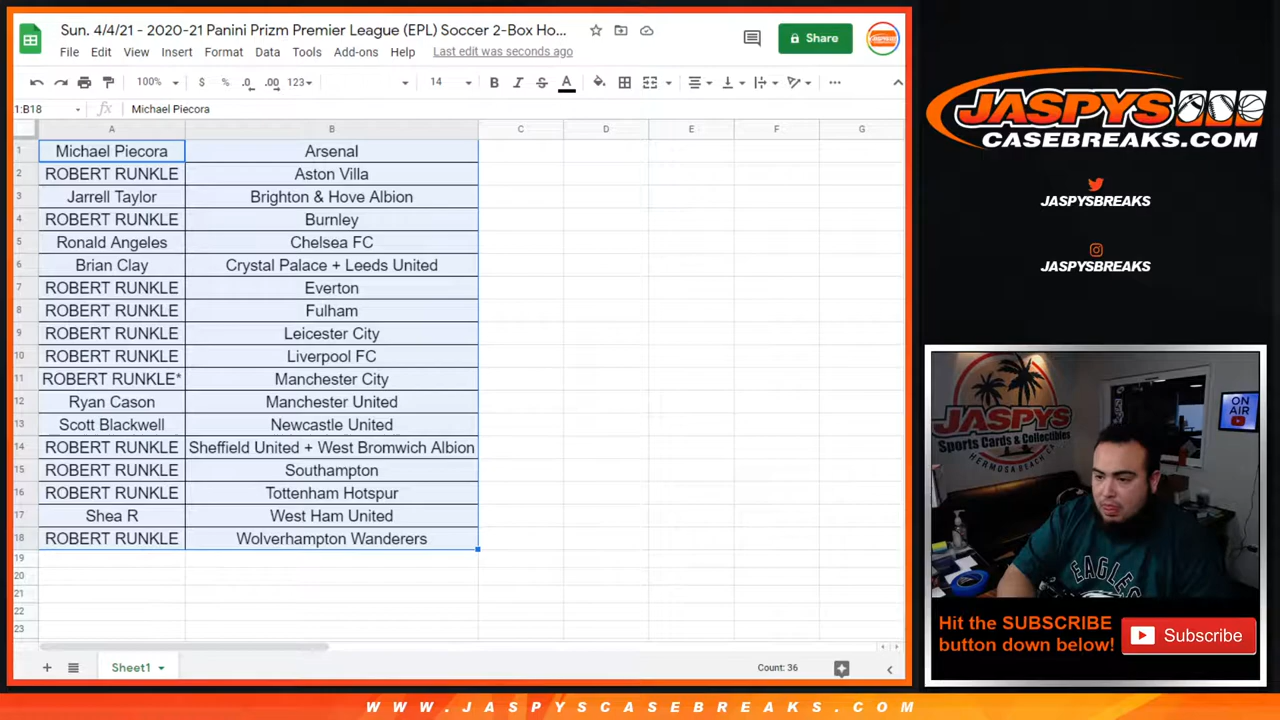 Sun. 4/4/21 - 2020-21 Panini Prizm Premier League (EPL) Soccer 2-Box Ho...
File Edit View Insert Format Data Tools Add-ons Help Last edit was seconds ago
Share
100% $ % .0 .00 123 14 B I S A
1:B18 fx Michael Piecora
A B C D E F G
1 Michael Piecora Arsenal
2 ROBERT RUNKLE Aston Villa
3 Jarrell Taylor Brighton & Hove Albion
4 ROBERT RUNKLE Burnley
5 Ronald Angeles Chelsea FC
6 Brian Clay Crystal Palace + Leeds United
7 ROBERT RUNKLE Everton
8 ROBERT RUNKLE Fulham
9 ROBERT RUNKLE Leicester City
10 ROBERT RUNKLE Liverpool FC
11 ROBERT RUNKLE* Manchester City
12 Ryan Cason Manchester United
13 Scott Blackwell Newcastle United
14 ROBERT RUNKLE Sheffield United + West Bromwich Albion
15 ROBERT RUNKLE Southampton
16 ROBERT RUNKLE Tottenham Hotspur
17 Shea R West Ham United
18 ROBERT RUNKLE Wolverhampton Wanderers
19
20
21
22
23
Sheet1 Count: 36
JASPYS
CASEBREAKS.COM
JASPYSBREAKS
JASPYSBREAKS
JASPYS
Sports Cards & Collectibles
HERMOSA BEACH CA
ON
AIR
EAGLES
Hit the SUBSCRIBE
button down below!
Subscribe
WWW.JASPYSCASEBREAKS.COM